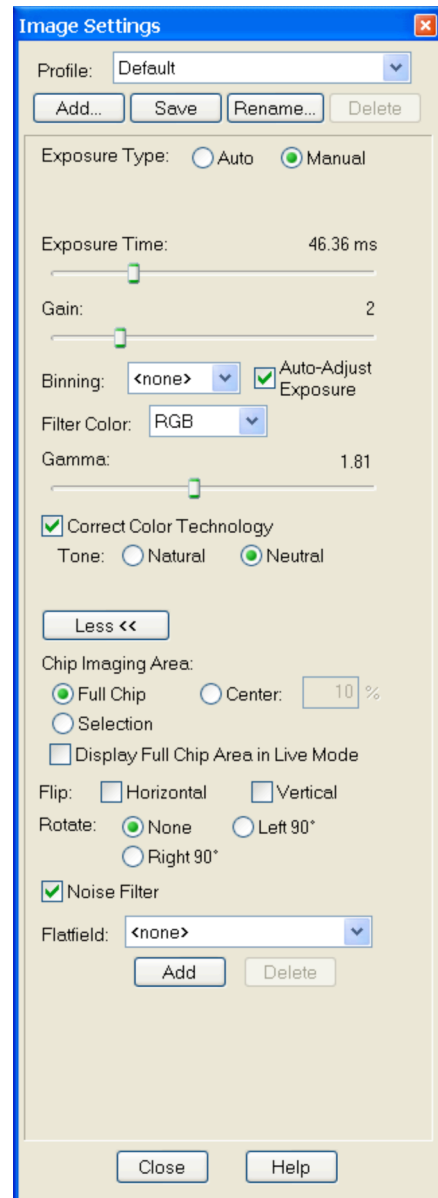 Image Settings
Profile: Default
Add... Save Rename... Delete
Exposure Type: Auto Manual
Exposure Time: 46.36 ms
Gain: 2
Binning: <none> Auto-Adjust
Exposure
Filter Color: RGB
Gamma: 1.81
Correct Color Technology
Tone: Natural Neutral
Less <<
Chip Imaging Area:
Full Chip Center: 10 %
Selection
Display Full Chip Area in Live Mode
Flip: Horizontal Vertical
Rotate: None Left 90°
Right 90°
Noise Filter
Flatfield: <none>
Add Delete
Close Help